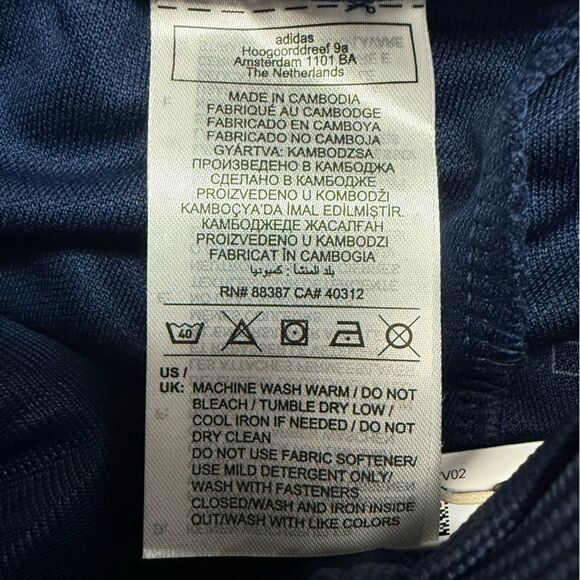 adidas
Hoogoorddreef 9a
Amsterdam 1101 BA
The Netherlands
MADE IN CAMBODIA
FABRIQUÉ AU CAMBODGE
FABRICADO EN CAMBOYA
FABRICADO NO CAMBOJA
GYÁRTVA: KAMBODZSA
ПРОИЗВЕДЕНО В КАМБОДЖА
СДЕЛАНО В КАМБОДЖЕ
PROIZVEDENO U KOMBODŽI
KAMBOÇYA'DA İMAL EDİLMİŞTİR.
КАМБОДЖЕДЕ ЖАСАЛҒАН
PROIZVEDENO U KAMBODZI
FABRICAT ÎN CAMBOGIA
بلد المنشأ : كمبوديا
RN# 88387 CA# 40312
40
US /
UK: MACHINE WASH WARM / DO NOT
BLEACH / TUMBLE DRY LOW /
COOL IRON IF NEEDED / DO NOT
DRY CLEAN
DO NOT USE FABRIC SOFTENER/
USE MILD DETERGENT ONLY/
WASH WITH FASTENERS
CLOSED/WASH AND IRON INSIDE
OUT/WASH WITH LIKE COLORS
V02